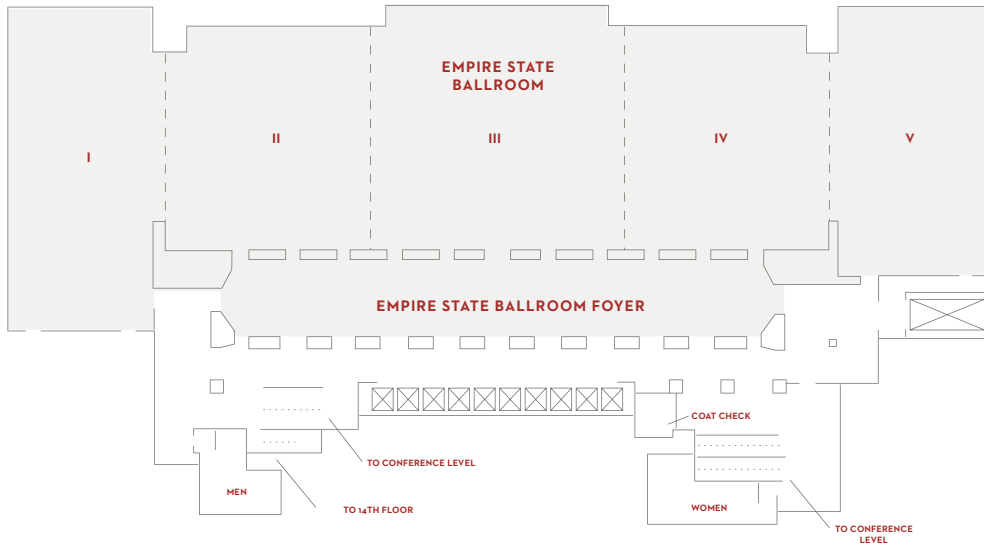 EMPIRE STATE
BALLROOM
I
II
III
IV
V
EMPIRE STATE BALLROOM FOYER
COAT CHECK
TO CONFERENCE LEVEL
MEN
TO 14TH FLOOR
WOMEN
TO CONFERENCE
LEVEL